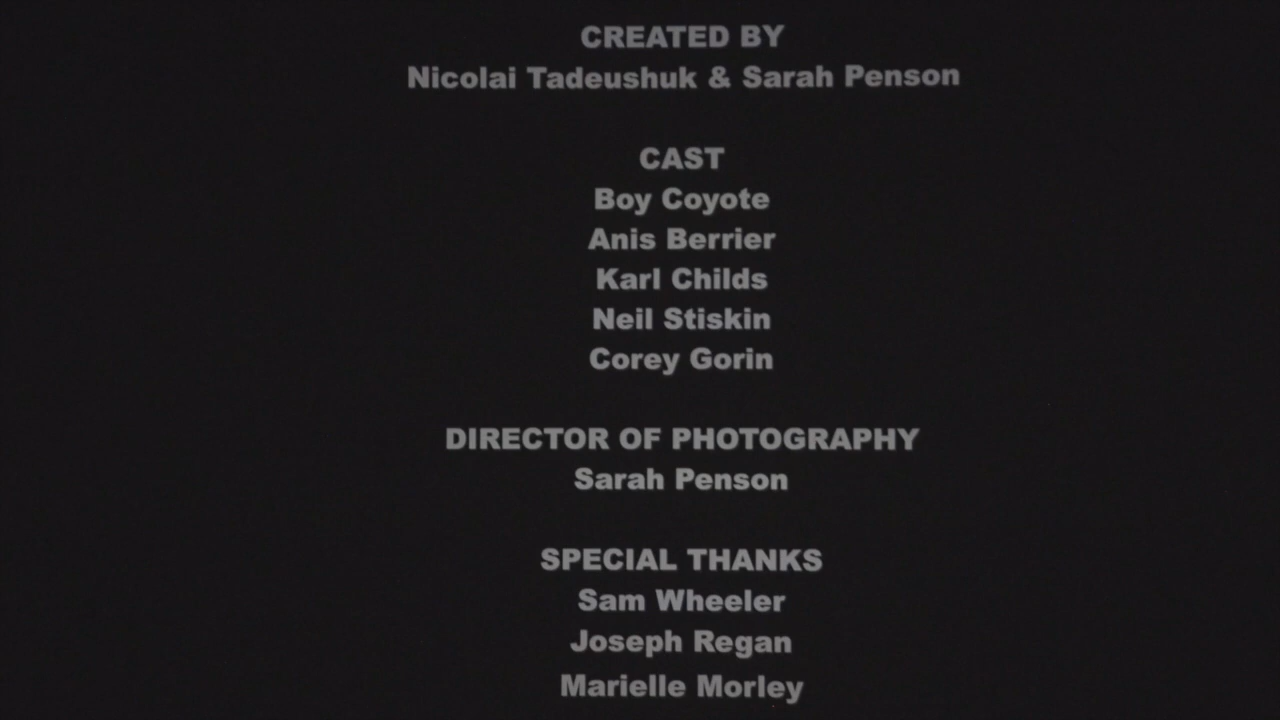 CREATED BY
Nicolai Tadeushuk & Sarah Penson
CAST
Boy Coyote
Anis Berrier
Karl Childs
Neil Stiskin
Corey Gorin
DIRECTOR OF PHOTOGRAPHY
Sarah Penson
SPECIAL THANKS
Sam Wheeler
Joseph Regan
Marielle Morley